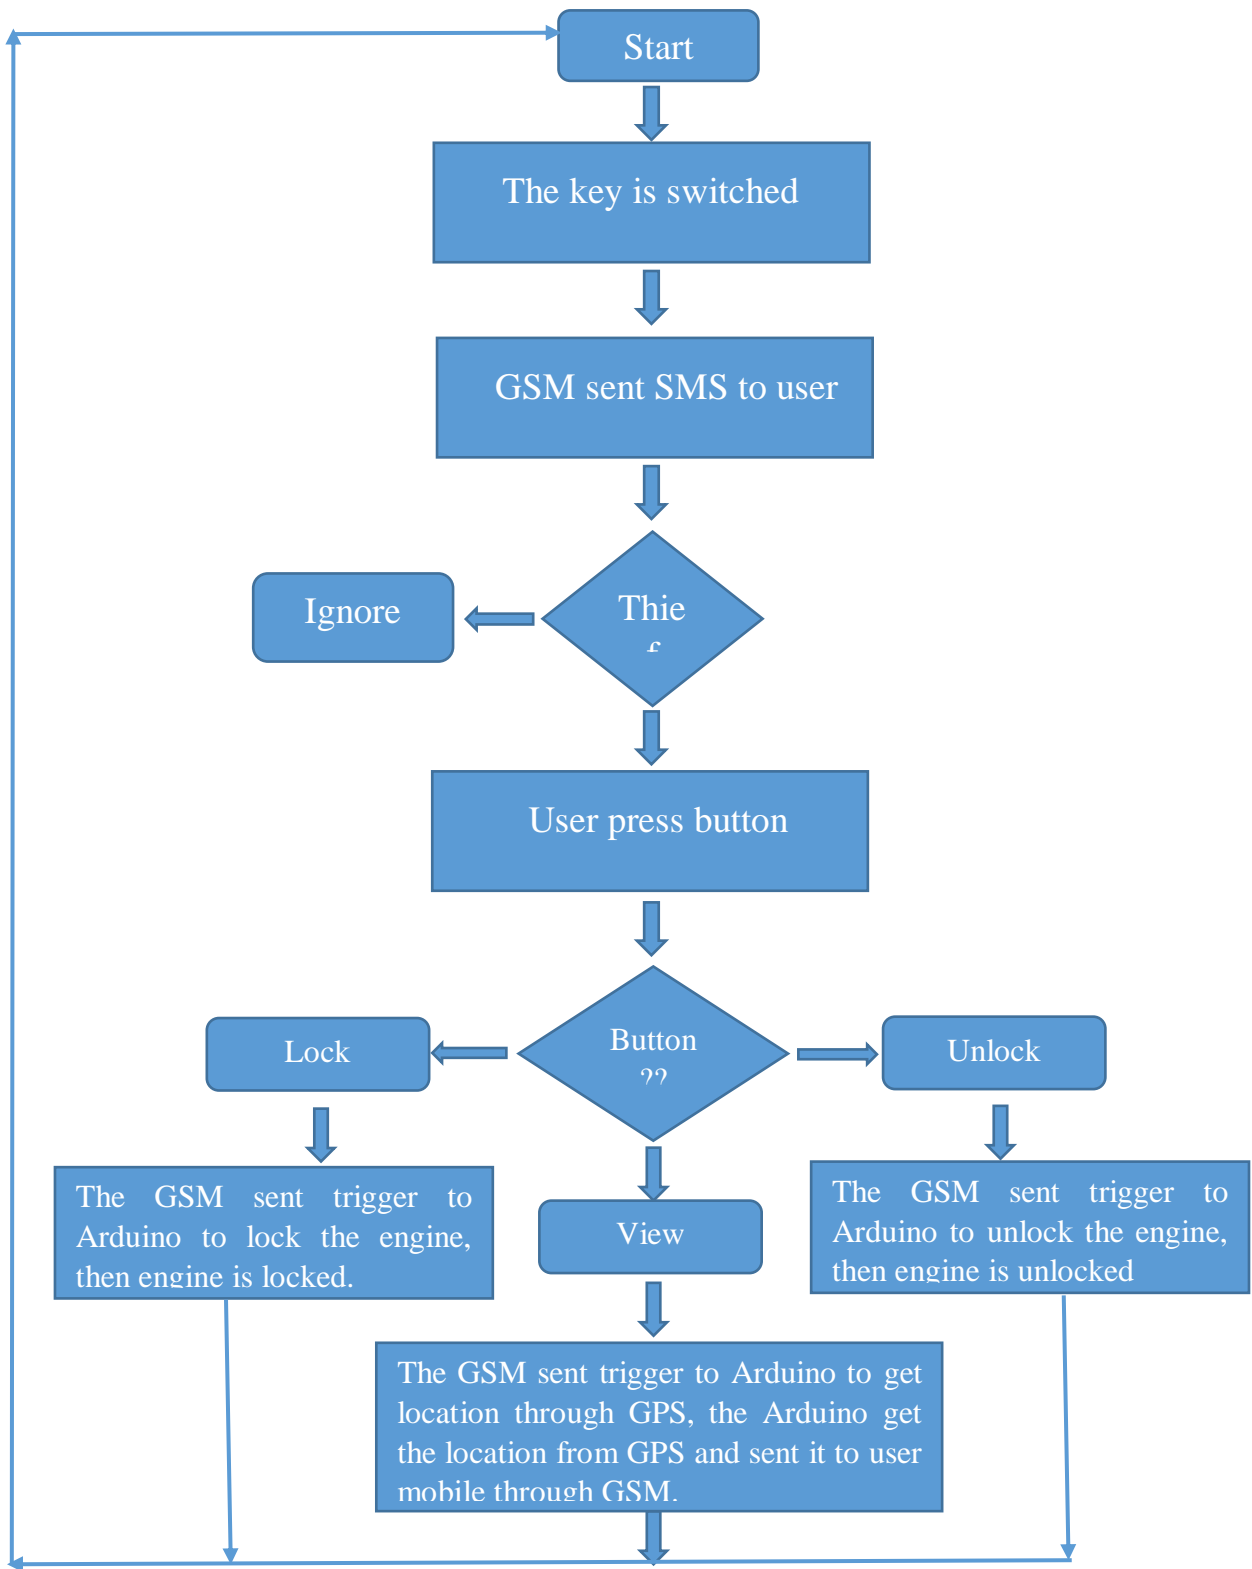 Start
The key is switched
GSM sent SMS to user
Ignore
Thie
f
User press button
Lock
Button
??
Unlock
The GSM sent trigger to
Arduino to lock the engine,
then engine is locked.
View
The GSM sent trigger to
Arduino to unlock the engine,
then engine is unlocked
The GSM sent trigger to Arduino to get
location through GPS, the Arduino get
the location from GPS and sent it to user
mobile through GSM.